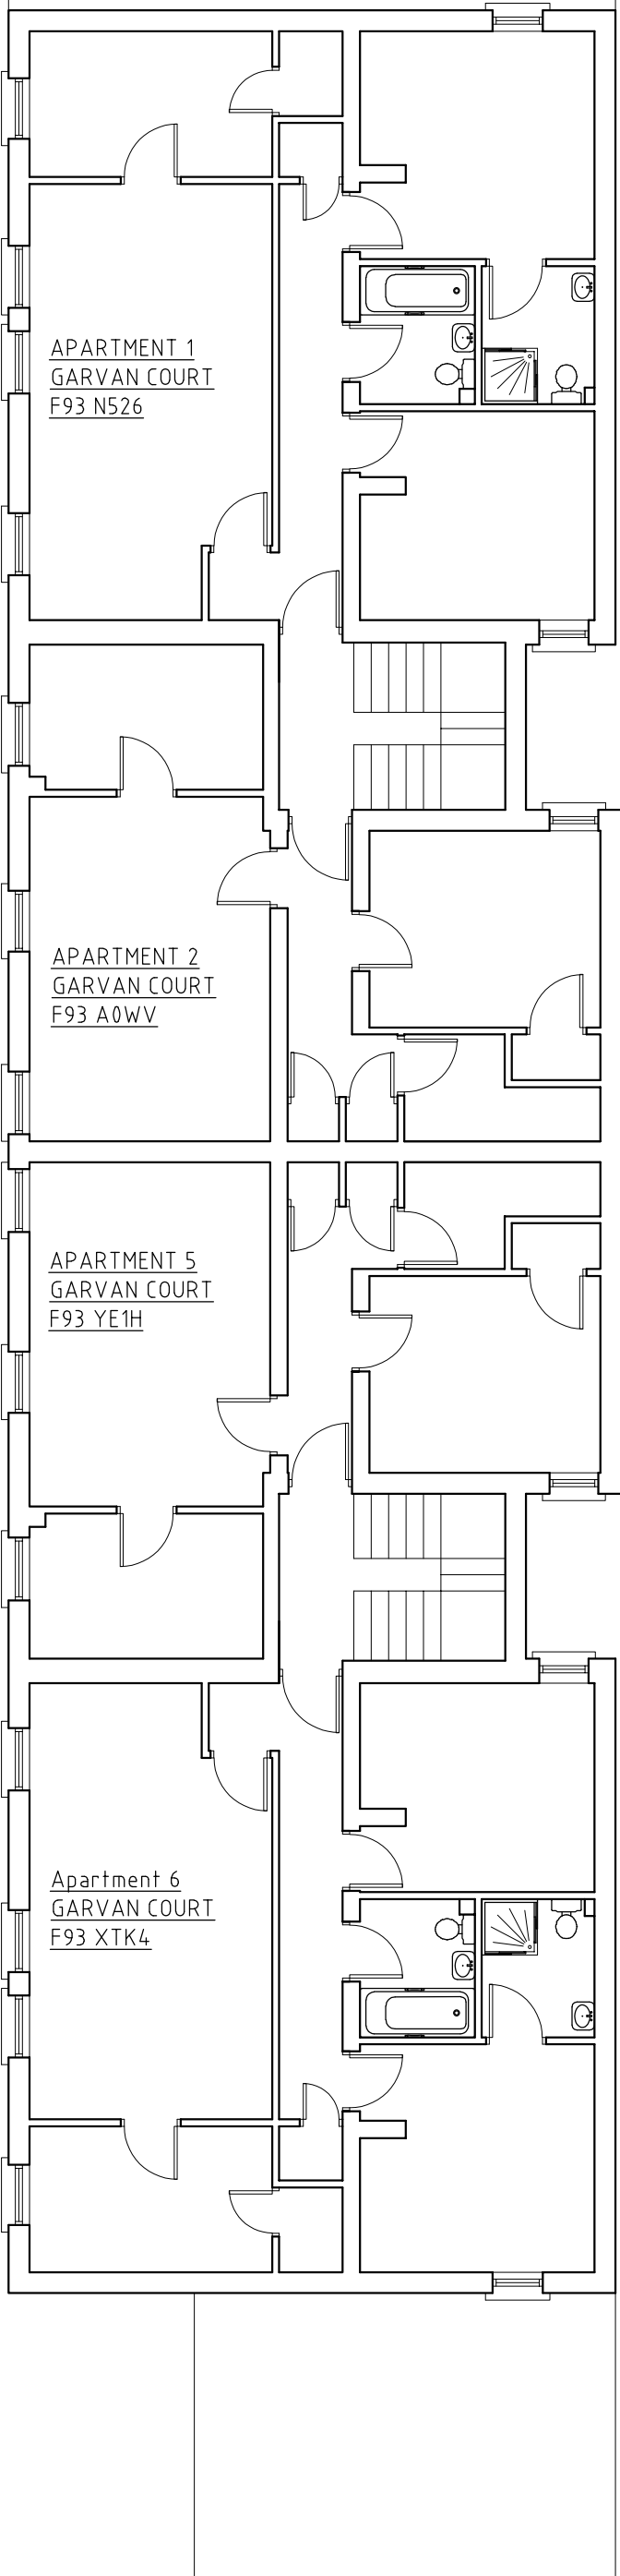 APARTMENT 1
GARVAN COURT
F93 N526
APARTMENT 2
GARVAN COURT
F93 A0WV
APARTMENT 5
GARVAN COURT
F93 YE1H
Apartment 6
GARVAN COURT
F93 XTK4